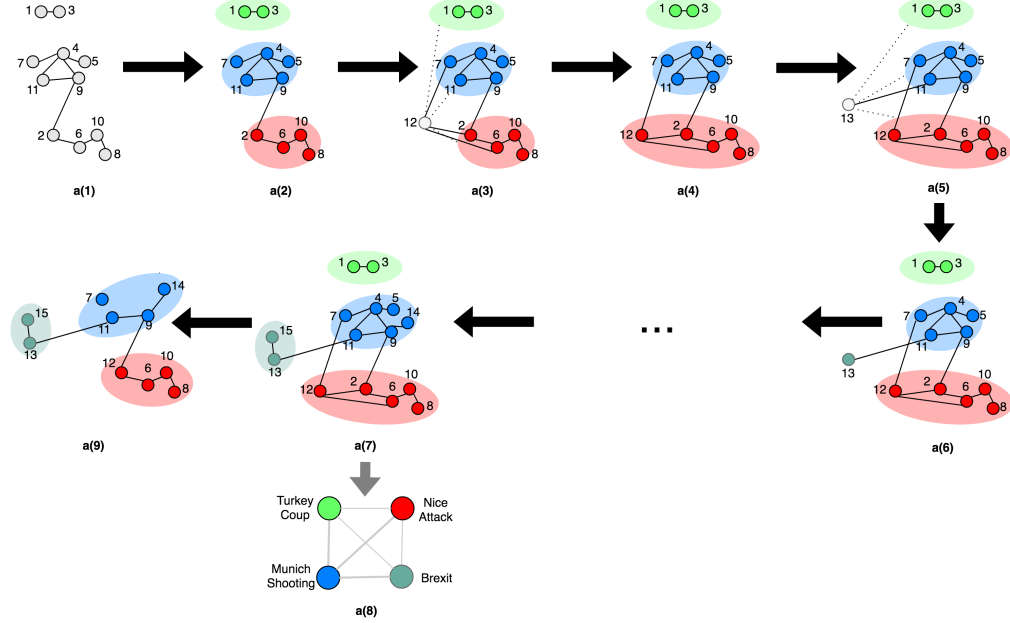 1 3
7 4 5
11 9
2 6 10
8
a(1)
1 3
7 4 5
11 9
2 6 10
8
a(2)
1 3
7 4 5
11 9
12 2 6 10
8
a(3)
1 3
7 4 5
11 9
12 2 6 10
8
a(4)
1 3
7 4 5
11 9
13
12 2 6 10
8
a(5)
15
13
7 14
11 9
12 6 10
8
a(9)
1 3
7 4 5
14
15
11 9
13
12 2 6 10
8
a(7)
...
1 3
7 4 5
11 9
13
12 2 6 10
8
a(6)
Turkey
Coup
Nice
Attack
Munich
Shooting
Brexit
a(8)